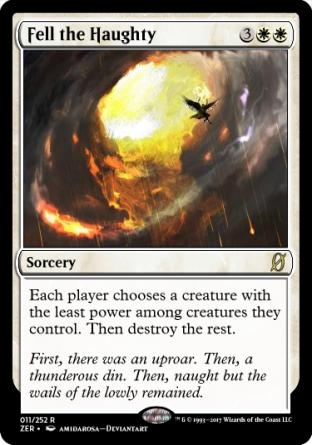 Fell the Haughty 3
Sorcery
Each player chooses a creature with
the least power among creatures they
control. Then destroy the rest.
First, there was an uproar. Then, a
thunderous din. Then, naught but the
wails of the lowly remained.
011/252 R
ZER • AMIDAROSA—DEVIANTART
™ & © 1993–2017 Wizards of the Coast LLC